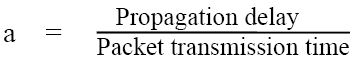 a = Propagation delay
Packet transmission time